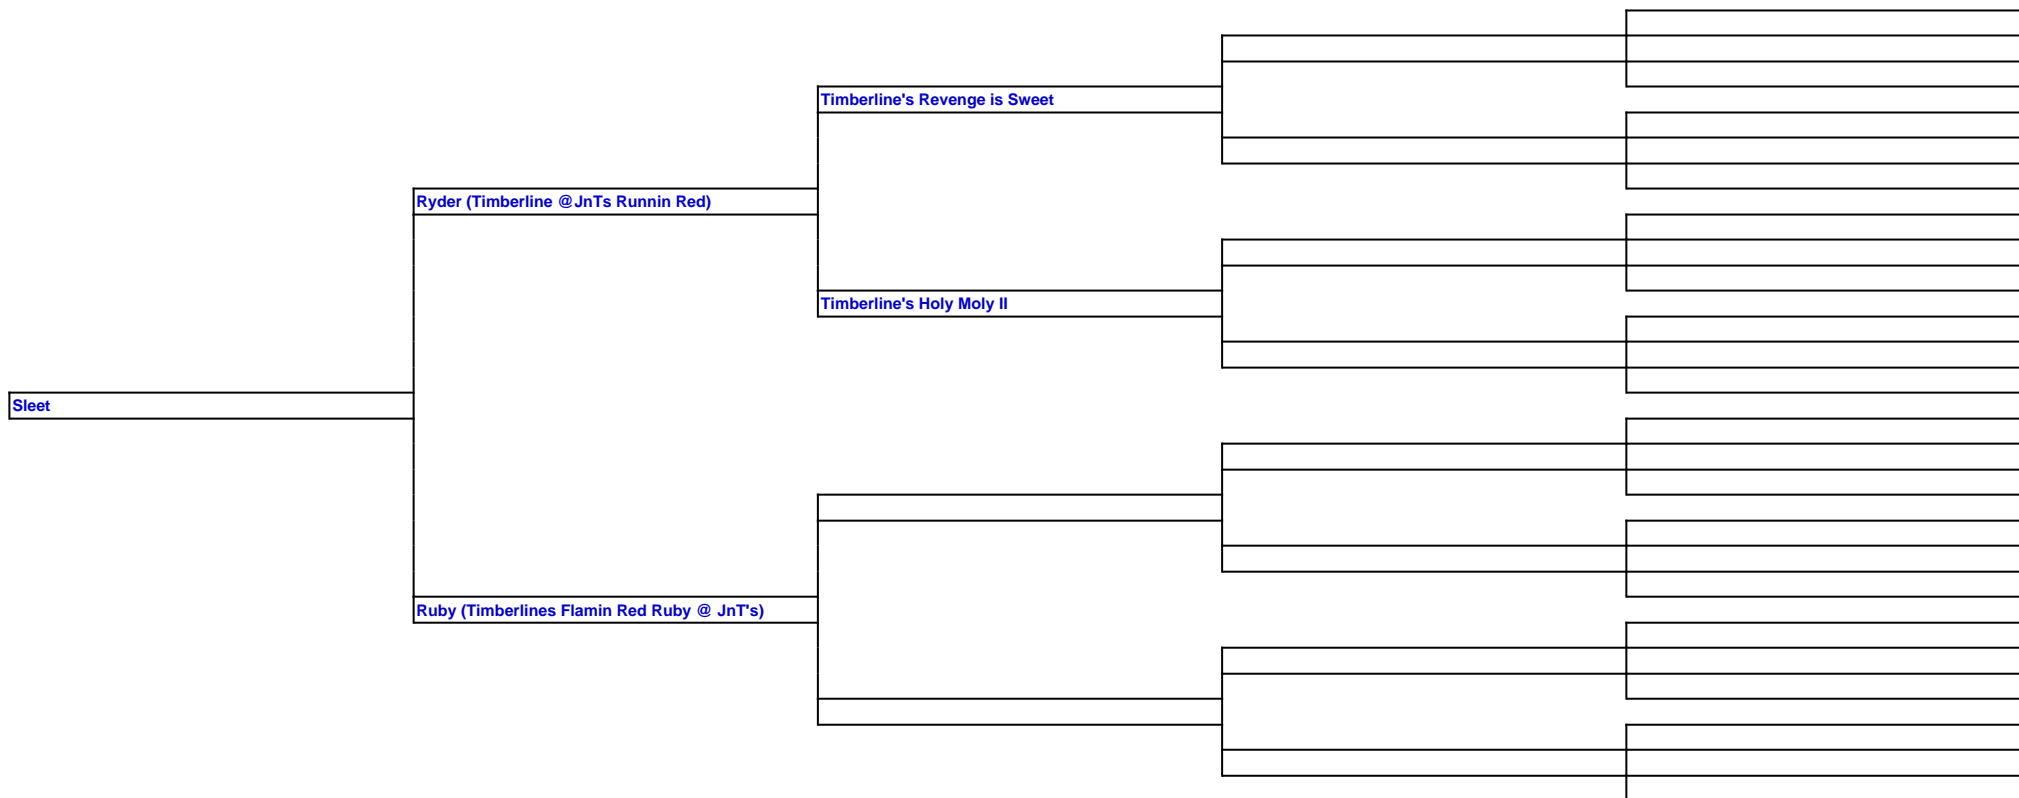 Timberline's Revenge is Sweet
Ryder (Timberline @JnTs Runnin Red)
Timberline's Holy Moly II
Sleet
Ruby (Timberlines Flamin Red Ruby @ JnT's)